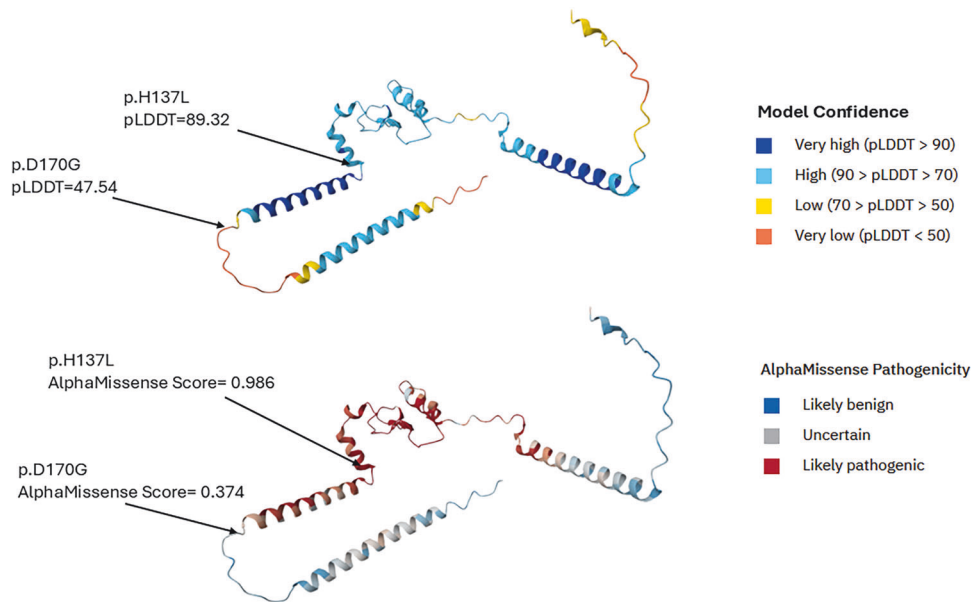 p.H137L
pLDDT=89.32
p.D170G
pLDDT=47.54
Model Confidence
Very high (pLDDT > 90)
High (90 > pLDDT > 70)
Low (70 > pLDDT > 50)
Very low (pLDDT < 50)
p.H137L
AlphaMissense Score= 0.986
p.D170G
AlphaMissense Score= 0.374
AlphaMissense Pathogenicity
Likely benign
Uncertain
Likely pathogenic